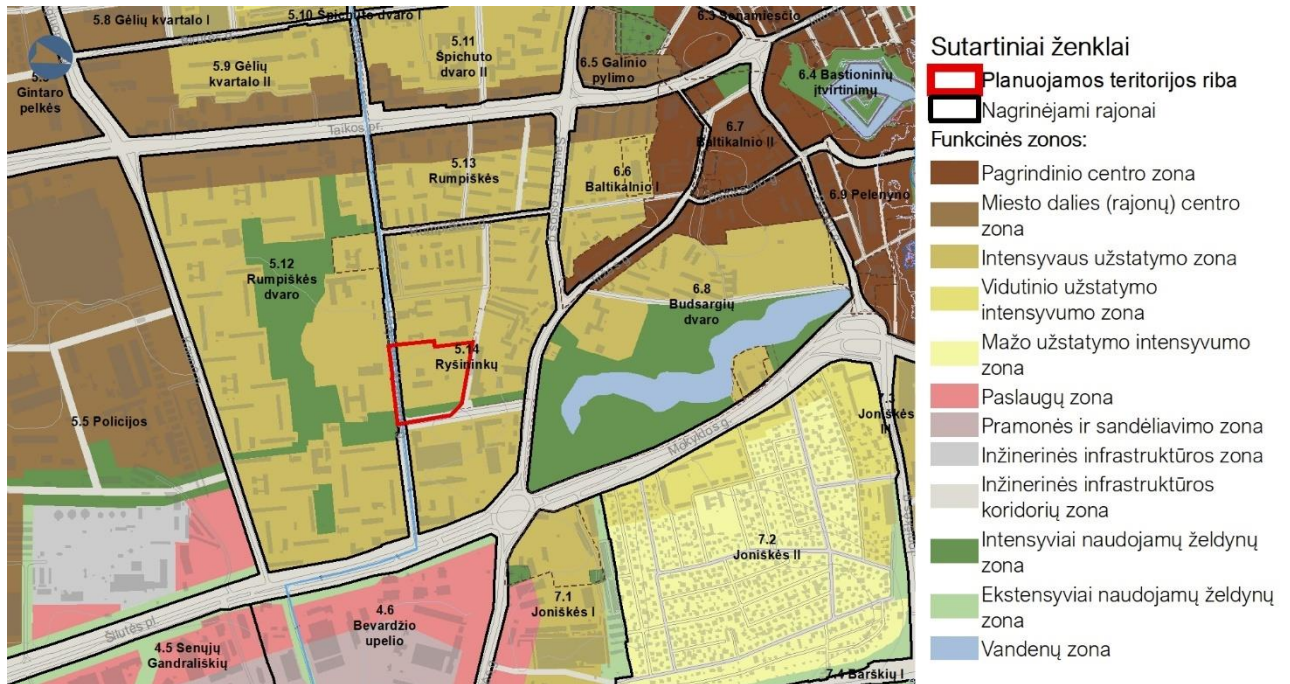 5.8 Gėlių kvartalo I
5.10 Špichuto dvaro I
6.3 Senamiesčio
5.11
Špichuto
dvaro II
5.9 Gėlių
kvartalo II
6.5 Galinio
pylimo
6.4 Bastioninių
įtvirtinimų
Gintaro
pelkės
Taikos pr.
6.7
Baltikalnio II
5.13
Rumpiškės
6.6
Baltikalnio I
6.9 Pelenyno
5.12
Rumpiškės
dvaro
6.8
Budsargių
dvaro
5.14
Ryšininkų
5.5 Policijos
7.3
Joniškės
III
Mokyklos g.
7.2
Joniškės II
7.1
Joniškės I
4.6
Bevardžio
upelio
Šilutės pl.
4.5 Senųjų
Gandrališkių
7.4 Barškių I
Sutartiniai ženklai
Planuojamos teritorijos riba
Nagrinėjami rajonai
Funkcinės zonos:
Pagrindinio centro zona
Miesto dalies (rajonų) centro
zona
Intensyvaus užstatymo zona
Vidutinio užstatymo
intensyvumo zona
Mažo užstatymo intensyvumo
zona
Paslaugų zona
Pramonės ir sandėliavimo zona
Inžinerinės infrastruktūros zona
Inžinerinės infrastruktūros
koridorių zona
Intensyviai naudojamų želdynų
zona
Ekstensyviai naudojamų želdynų
zona
Vandenų zona